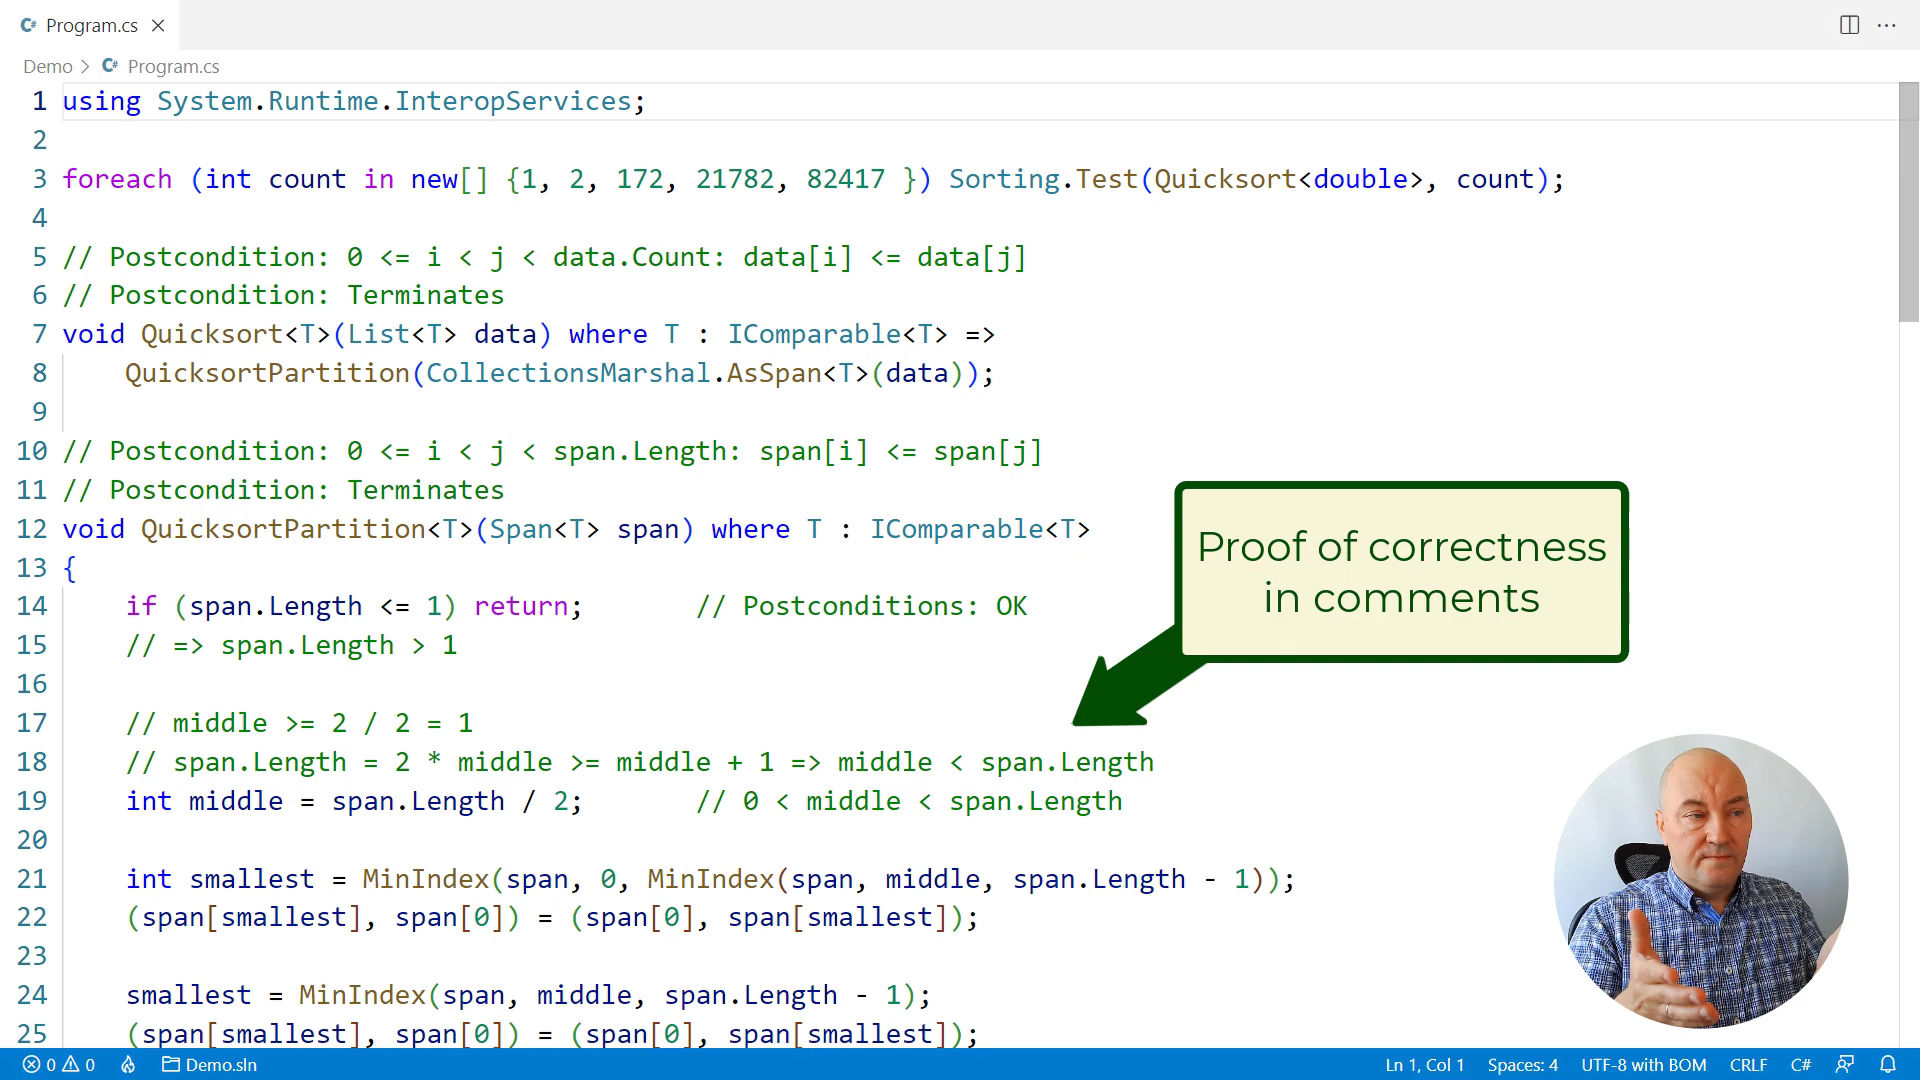 C# Program.cs
Demo > C# Program.cs
1 using System.Runtime.InteropServices;
2
3 foreach (int count in new[] {1, 2, 172, 21782, 82417 }) Sorting.Test(Quicksort<double>, count);
4
5 // Postcondition: 0 <= i < j < data.Count: data[i] <= data[j]
6 // Postcondition: Terminates
7 void Quicksort<T>(List<T> data) where T : IComparable<T> =>
8     QuicksortPartition(CollectionsMarshal.AsSpan<T>(data));
9
10 // Postcondition: 0 <= i < j < span.Length: span[i] <= span[j]
11 // Postcondition: Terminates
12 void QuicksortPartition<T>(Span<T> span) where T : IComparable<T>
13 {
14     if (span.Length <= 1) return;       // Postconditions: OK
15     // => span.Length > 1
16
17     // middle >= 2 / 2 = 1
18     // span.Length = 2 * middle >= middle + 1 => middle < span.Length
19     int middle = span.Length / 2;       // 0 < middle < span.Length
20
21     int smallest = MinIndex(span, 0, MinIndex(span, middle, span.Length - 1));
22     (span[smallest], span[0]) = (span[0], span[smallest]);
23
24     smallest = MinIndex(span, middle, span.Length - 1);
25     (span[smallest], span[0]) = (span[0], span[smallest]);
Proof of correctness
in comments
0 0 Demo.sln Ln 1, Col 1 Spaces: 4 UTF-8 with BOM CRLF C#